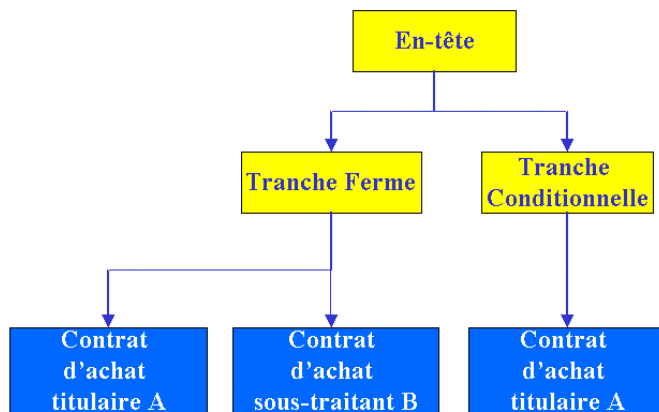 En-tête
Tranche Ferme
Tranche
Conditionnelle
Contrat
d'achat
titulaire A
Contrat
d'achat
sous-traitant B
Contrat
d'achat
titulaire A